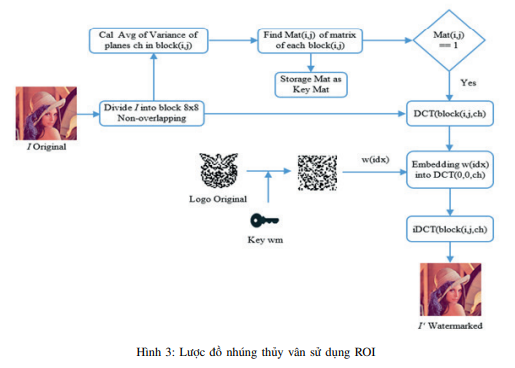 Cal Avg of Variance of
planes ch in block(i,j)
Find Mat(i,j) of matrix
of each block(i,j)
Mat(i,j)
== 1
Storage Mat as
Key Mat
Yes
Divide I into block 8x8
Non-overlapping
DCT(block(i,j,ch)
I Original
w(idx)
Embedding w(idx)
into DCT(0,0,ch)
Logo Original
Key wm
iDCT(block(i,j,ch)
I' Watermarked
Hình 3: Lược đồ nhúng thủy vân sử dụng ROI